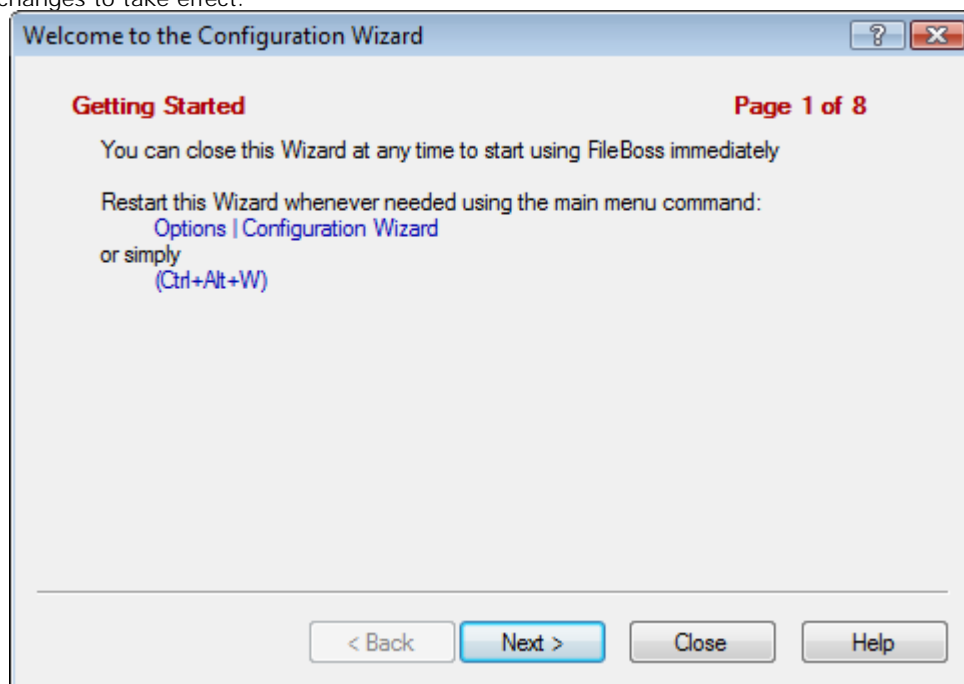 changes to take effect.
Welcome to the Configuration Wizard
Getting Started Page 1 of 8
You can close this Wizard at any time to start using FileBoss immediately
Restart this Wizard whenever needed using the main menu command:
Options | Configuration Wizard
or simply
(Ctrl+Alt+W)
< Back Next > Close Help